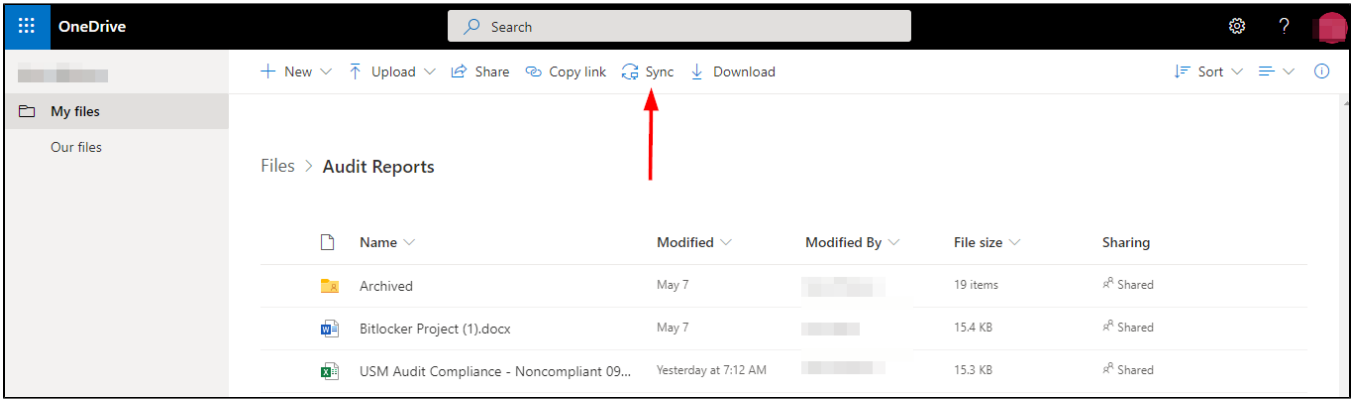 OneDrive Search ?
+ New Upload Share Copy link Sync Download Sort
My files
Our files
Files > Audit Reports
Name Modified Modified By File size Sharing
Archived May 7 19 items Shared
Bitlocker Project (1).docx May 7 15.4 KB Shared
USM Audit Compliance - Noncompliant 09... Yesterday at 7:12 AM 15.3 KB Shared